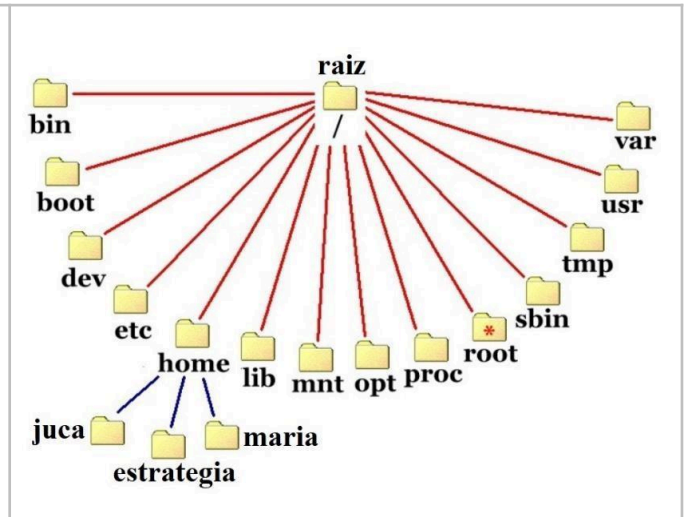 raiz
/
bin
var
boot
usr
dev
tmp
etc
sbin
home
lib
mnt
opt
proc
*
root
juca
estrategia
maria